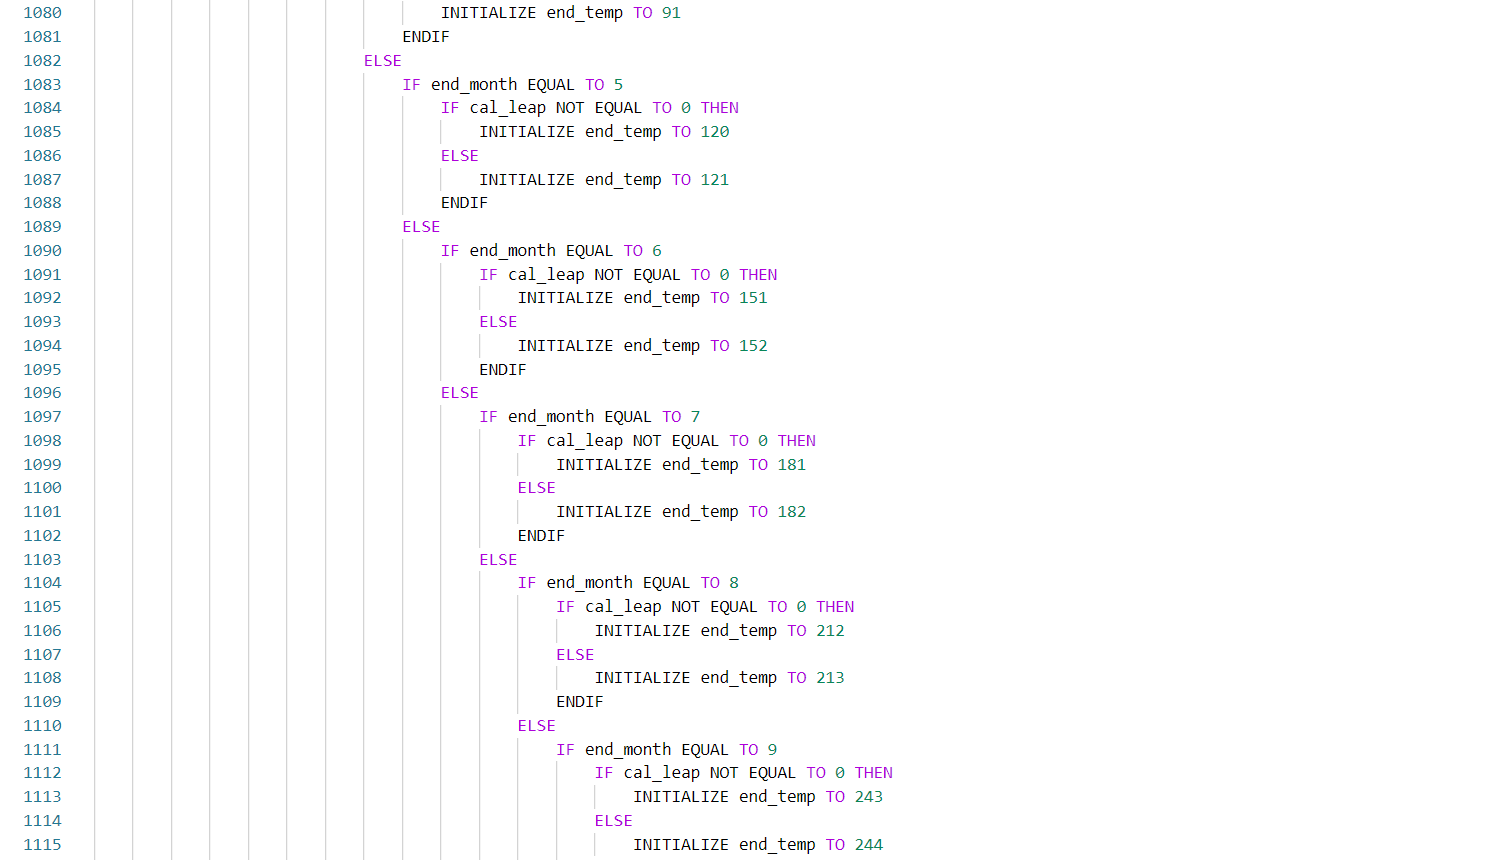 1080 INITIALIZE end_temp TO 91
1081 ENDIF
1082 ELSE
1083 IF end_month EQUAL TO 5
1084 IF cal_leap NOT EQUAL TO 0 THEN
1085 INITIALIZE end_temp TO 120
1086 ELSE
1087 INITIALIZE end_temp TO 121
1088 ENDIF
1089 ELSE
1090 IF end_month EQUAL TO 6
1091 IF cal_leap NOT EQUAL TO 0 THEN
1092 INITIALIZE end_temp TO 151
1093 ELSE
1094 INITIALIZE end_temp TO 152
1095 ENDIF
1096 ELSE
1097 IF end_month EQUAL TO 7
1098 IF cal_leap NOT EQUAL TO 0 THEN
1099 INITIALIZE end_temp TO 181
1100 ELSE
1101 INITIALIZE end_temp TO 182
1102 ENDIF
1103 ELSE
1104 IF end_month EQUAL TO 8
1105 IF cal_leap NOT EQUAL TO 0 THEN
1106 INITIALIZE end_temp TO 212
1107 ELSE
1108 INITIALIZE end_temp TO 213
1109 ENDIF
1110 ELSE
1111 IF end_month EQUAL TO 9
1112 IF cal_leap NOT EQUAL TO 0 THEN
1113 INITIALIZE end_temp TO 243
1114 ELSE
1115 INITIALIZE end_temp TO 244